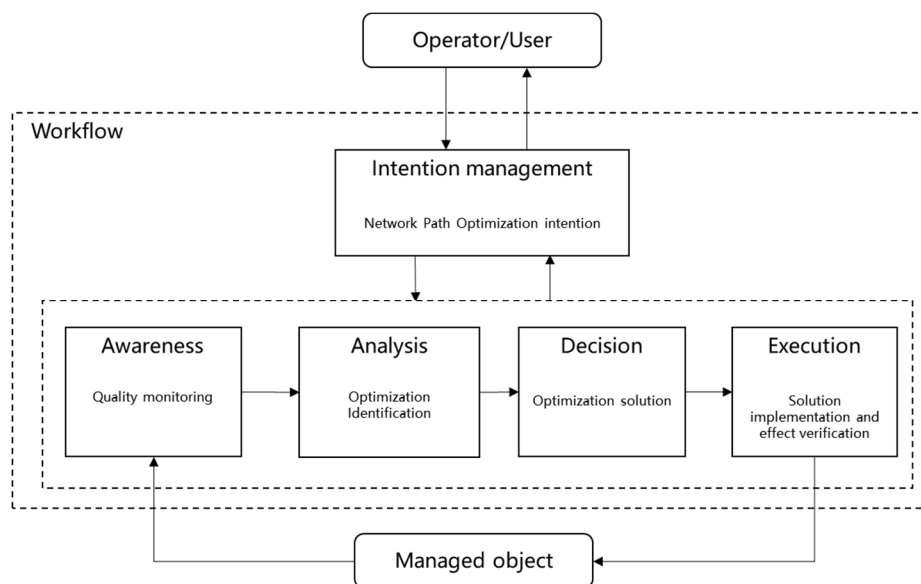 Operator/User
Workflow
Intention management
Network Path Optimization intention
Awareness
Quality monitoring
Analysis
Optimization
Identification
Decision
Optimization solution
Execution
Solution
implementation and
effect verification
Managed object